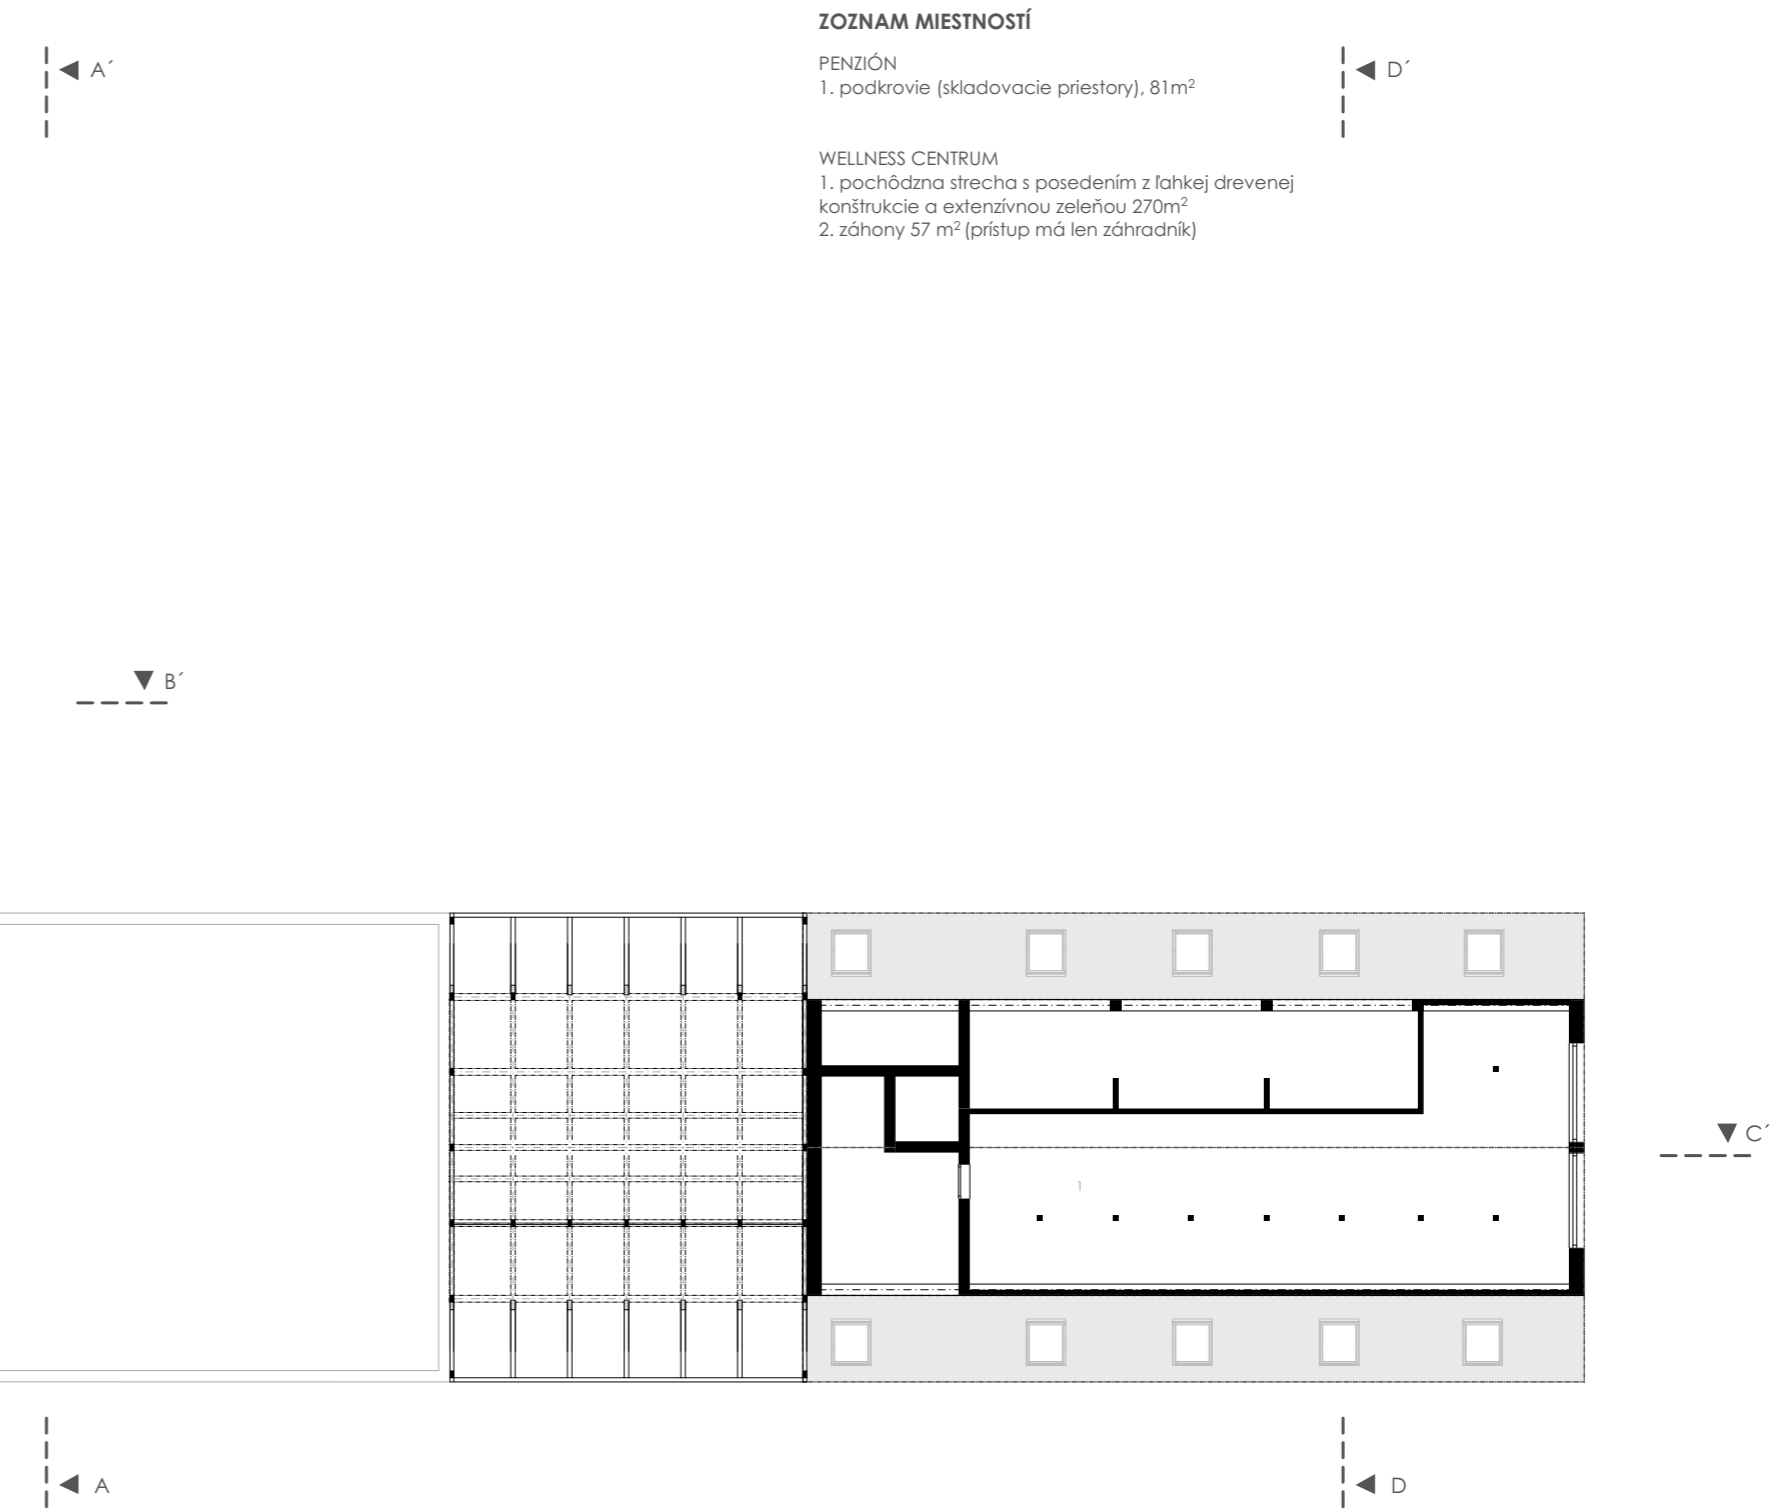 ZOZNAM MIESTNOSTÍ
A´
PENZIÓN
D´
1. podkrovie (skladovacie priestory), 81m²
WELLNESS CENTRUM
1. pochôdzna strecha s posedením z ľahkej drevenej
konštrukcie a extenzívnou zeleňou 270m²
2. záhony 57 m² (prístup má len záhradník)
B´
C´
1
A
D